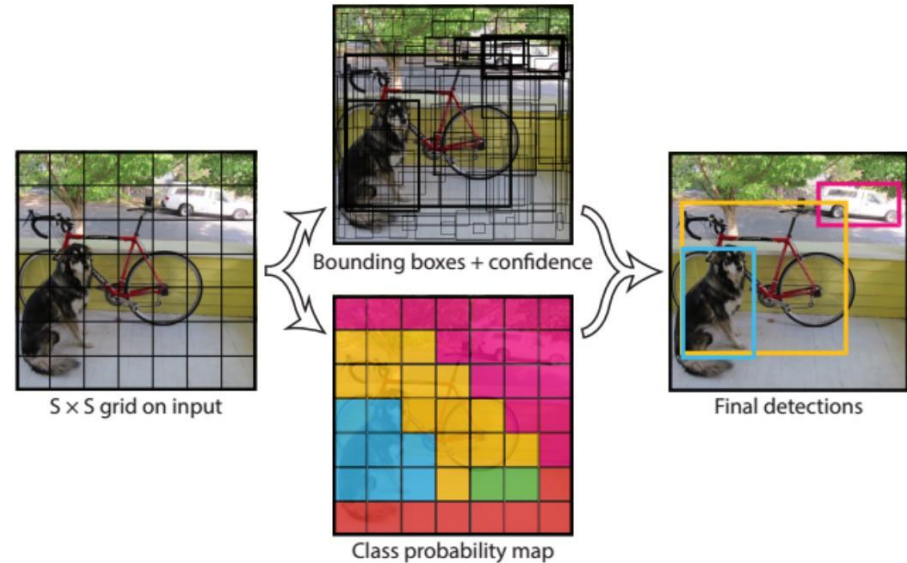 S × S grid on input
Bounding boxes + confidence
Class probability map
Final detections